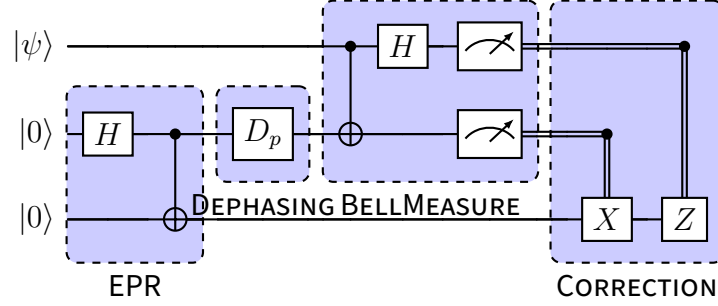 |ψ⟩ H
|0⟩ H D_p
DEPHASING BELLMEASURE
|0⟩ X Z
EPR CORRECTION